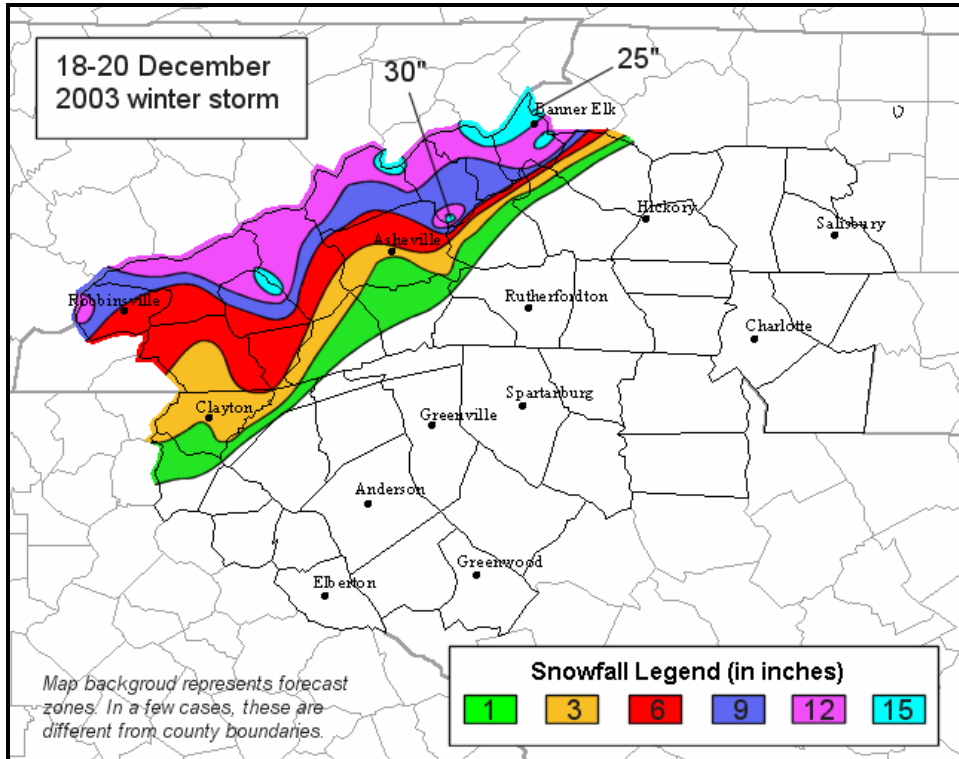 18-20 December
2003 winter storm
30"
25"
Banner Elk
Hickory
Salisbury
Asheville
Robbinsville
Rutherfordton
Charlotte
Clayton
Spartanburg
Greenville
Anderson
Greenwood
Elberton
Map backgroud represents forecast
zones. In a few cases, these are
different from county boundaries.
Snowfall Legend (in inches)
1 3 6 9 12 15